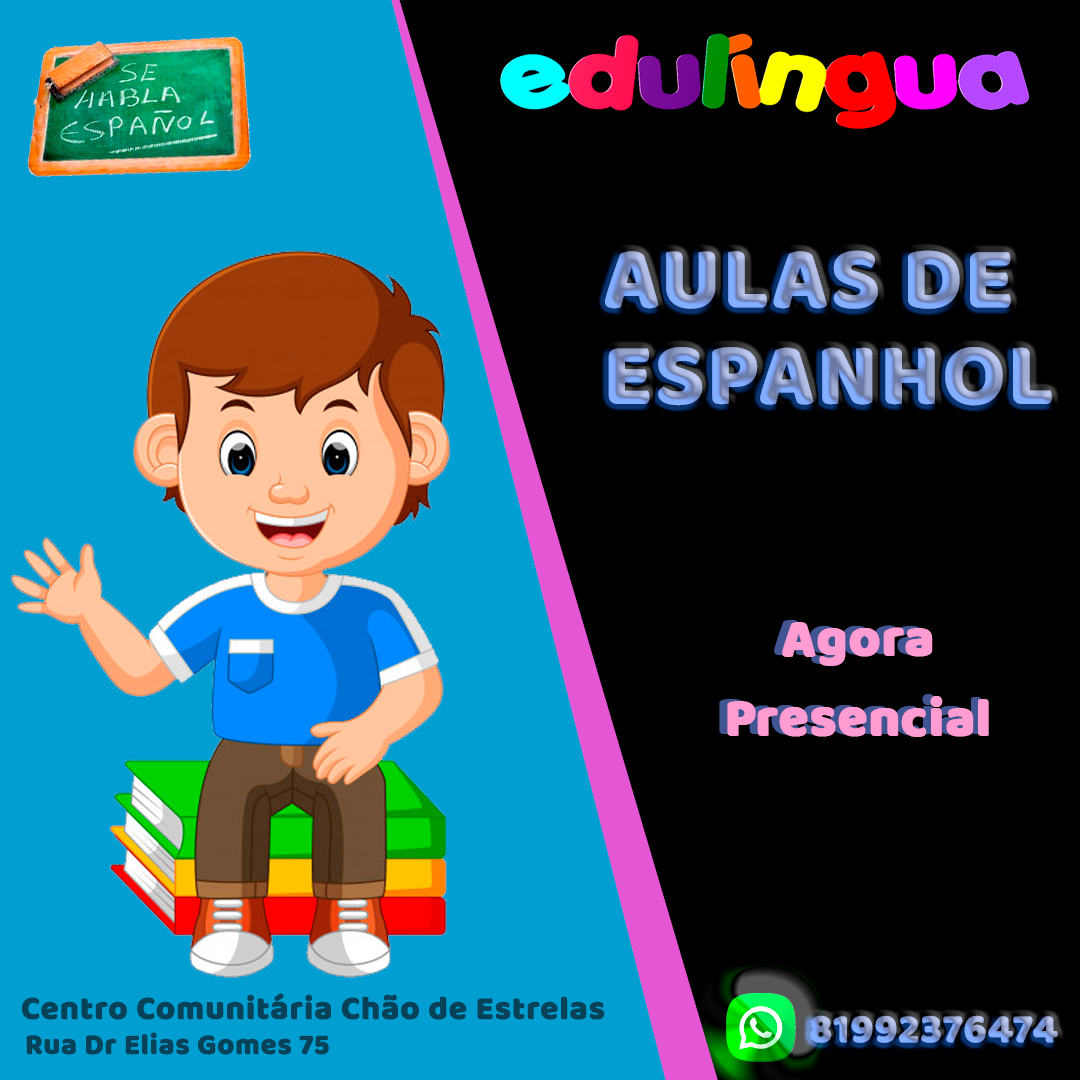 SE
HABLA
ESPAÑOL
edulíngua
AULAS DE
ESPANHOL
Agora
Presencial
Centro Comunitária Chão de Estrelas
Rua Dr Elias Gomes 75
81992376474